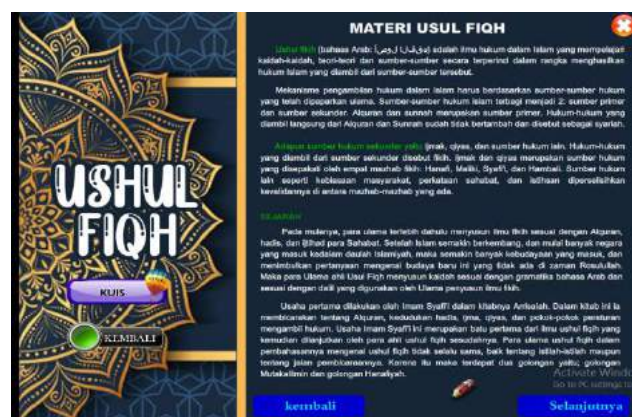 USHUL
FIQH
KUIS
KEMBALI
MATERI USUL FIQH
Ushul fikih (bahasa Arab: ) adalah ilmu hukum dalam Islam yang mempelajari
kaidah-kaidah, teori-teori dan sumber-sumber secara terperinci dalam rangka menghasilkan
hukum Islam yang diambil dari sumber-sumber tersebut.
Mekanisme pengambilan hukum dalam Islam harus berdasarkan sumber-sumber hukum
yang telah dipaparkan ulama. Sumber-sumber hukum islam terbagi menjadi 2: sumber primer
dan sumber sekunder. Alquran dan sunnah merupakan sumber primer. Hukum-hukum yang
diambil langsung dari Alquran dan Sunnah sudah tidak bertambah dan disebut sebagai syariah.
Adapun sumber hukum sekunder yaitu ijmak, qiyas, dan sumber hukum lain. Hukum-hukum
yang diambil dari sumber sekunder disebut fikih. Ijmak dan qiyas merupakan sumber hukum
yang disepakati oleh empat mazhab fikih: Hanafi, Maliki, Syafi'i, dan Hambali. Sumber hukum
lain seperti kebiasaan masyarakat, perkataan sahabat, dan istihsan diperselisihkan
kevalidannya di antara mazhab-mazhab yang ada.
SEJARAH
Pada mulanya, para ulama terlebih dahulu menyusun ilmu fikih sesuai dengan Alquran,
hadis, dan ijtihad para Sahabat. Setelah Islam semakin berkembang, dan mulai banyak negara
yang masuk kedalam daulah Islamiyah, maka semakin banyak kebudayaan yang masuk, dan
menimbulkan pertanyaan mengenai budaya baru ini yang tidak ada di zaman Rosulullah.
Maka para Ulama ahli Usul Fiqh menyusun kaidah sesuai dengan gramatika bahasa Arab dan
sesuai dengan dalil yang digunakan oleh Ulama penyusun ilmu fikih.
Usaha pertama dilakukan oleh Imam Syafi'i dalam kitabnya Arrisalah. Dalam kitab ini ia
membicarakan tentang Alquran, kedudukan hadis, ijma, qiyas, dan pokok-pokok peraturan
mengambil hukum. Usaha Imam Syafi'i ini merupakan batu pertama dari ilmu ushul fiqh yang
kemudian dilanjutkan oleh para ahli ushul fiqh sesudahnya. Para ulama ushul fiqh dalam
pembahasannya mengenai ushul fiqh tidak selalu sama, baik tentang istilah-istilah maupun
tentang jalan pembicaraannya. Karena itu maka terdapat dua golongan yaitu; golongan
Mutakallimin dan golongan Hanafiyah.
Activate Windows
Go to PC settings to
kembali
Selanjutnya